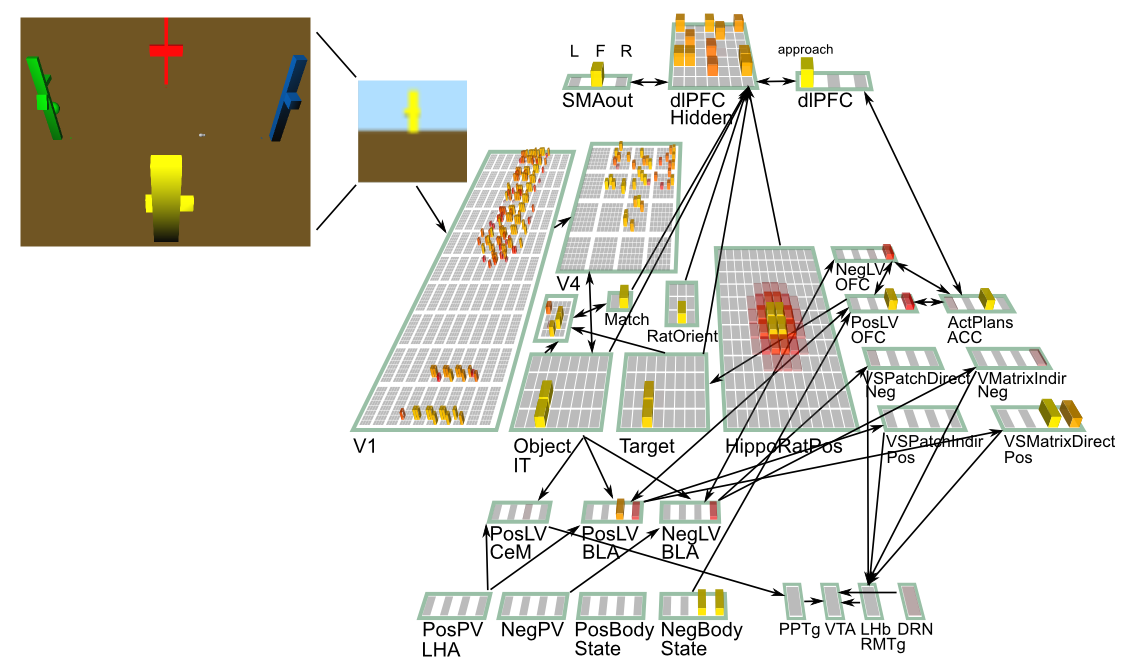 L F R
approach
SMAout
dlPFC
Hidden
dlPFC
V4
Match
RatOrient
NegLV
OFC
PosLV
OFC
ActPlans
ACC
VSPatchDirect
Neg
VMatrixIndir
Neg
V1
Object
IT
Target
HippoRatPos
VSPatchIndir
Pos
VSMatrixDirect
Pos
PosLV
CeM
PosLV
BLA
NegLV
BLA
PosPV
LHA
NegPV
PosBody
State
NegBody
State
PPTg
VTA
LHb
RMTg
DRN